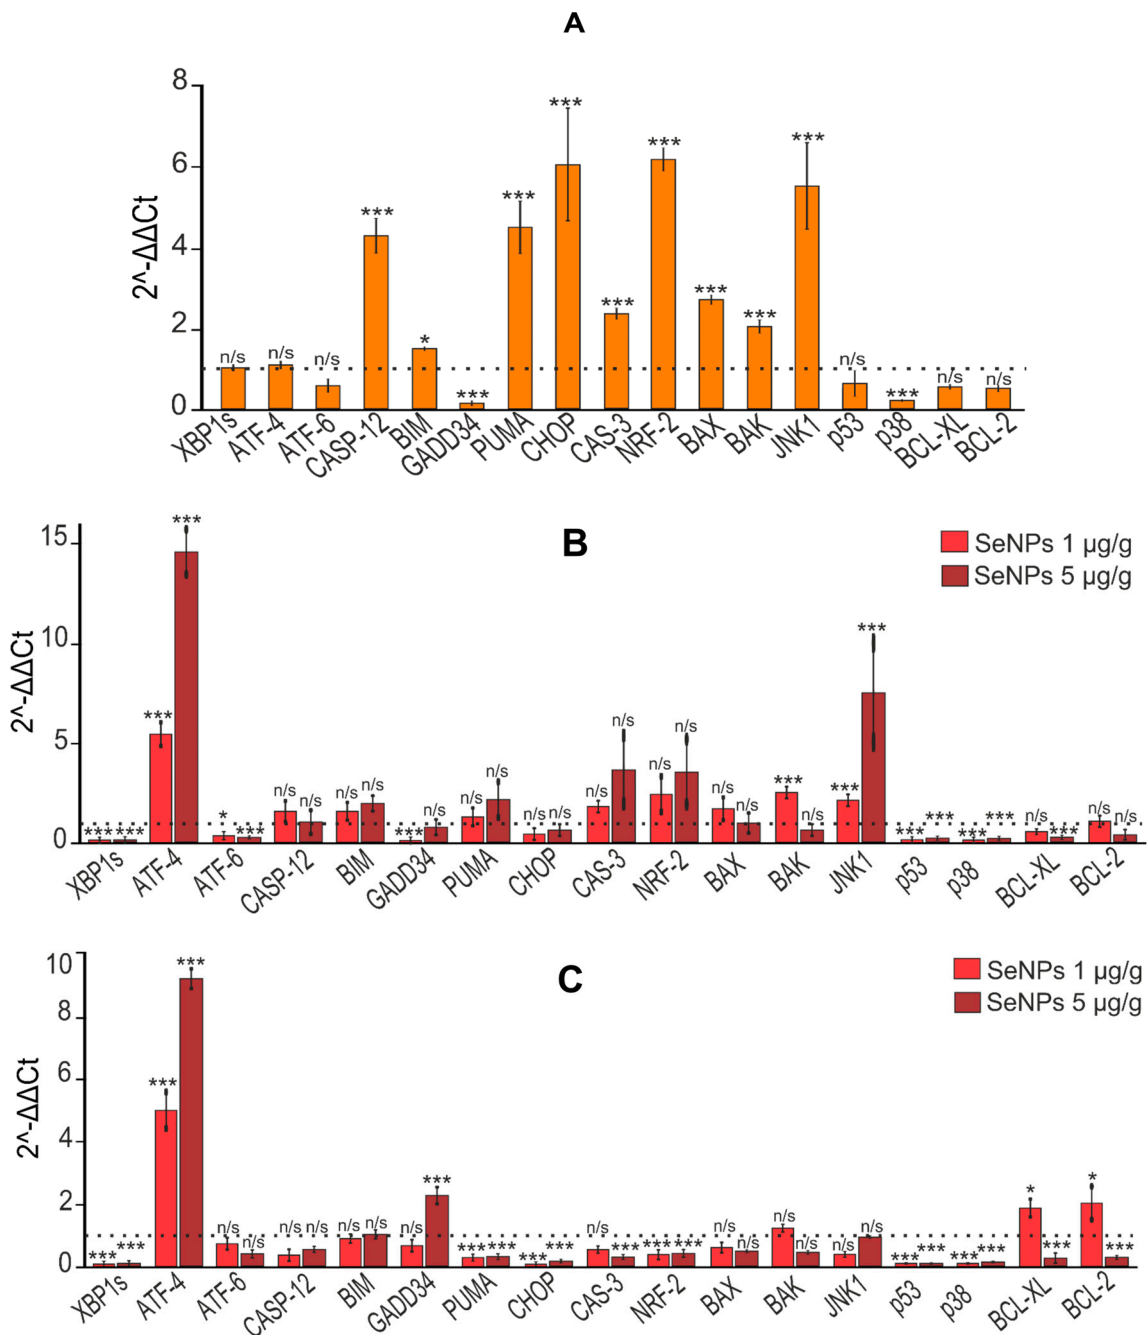 A
2^-ΔΔCt
8
6
4
2
0
n/s n/s n/s *** * *** *** *** *** *** *** *** *** n/s *** n/s n/s
XBP1s ATF-4 ATF-6 CASP-12 BIM GADD34 PUMA CHOP CAS-3 NRF-2 BAX BAK JNK1 p53 p38 BCL-XL BCL-2
B
SeNPs 1 µg/g
SeNPs 5 µg/g
2^-ΔΔCt
15
10
5
0
*** *** *** *** * *** n/s n/s n/s n/s *** n/s n/s n/s n/s n/s n/s n/s n/s n/s n/s n/s *** n/s *** *** *** *** *** *** n/s *** n/s n/s
XBP1s ATF-4 ATF-6 CASP-12 BIM GADD34 PUMA CHOP CAS-3 NRF-2 BAX BAK JNK1 p53 p38 BCL-XL BCL-2
C
SeNPs 1 µg/g
SeNPs 5 µg/g
2^-ΔΔCt
10
8
6
4
2
0
*** *** *** *** n/s n/s n/s n/s n/s n/s n/s *** *** *** *** *** n/s *** *** *** n/s n/s n/s n/s n/s n/s *** *** *** *** * *** * ***
XBP1s ATF-4 ATF-6 CASP-12 BIM GADD34 PUMA CHOP CAS-3 NRF-2 BAX BAK JNK1 p53 p38 BCL-XL BCL-2